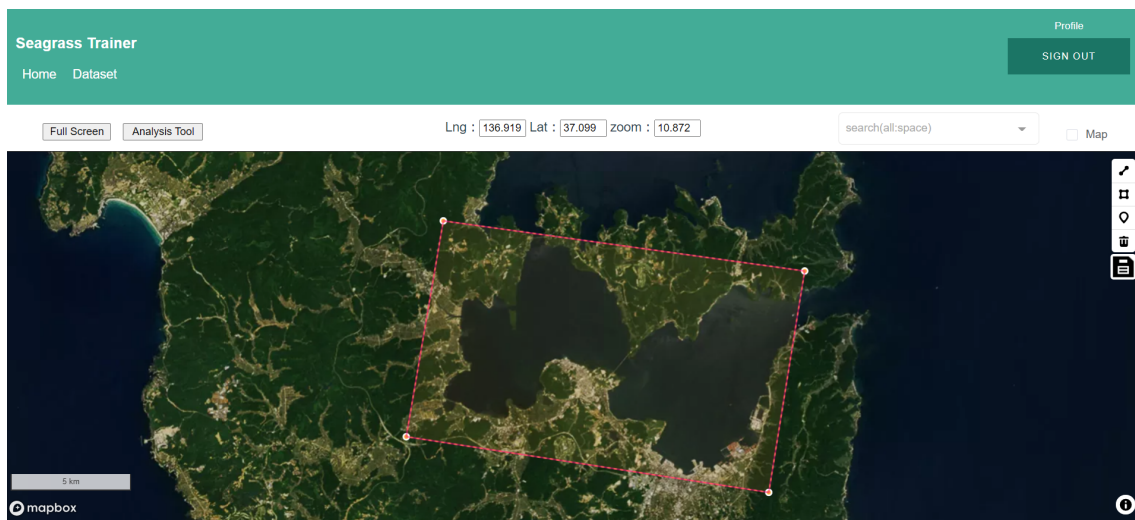 Seagrass Trainer
Home Dataset
Profile
SIGN OUT
Full Screen Analysis Tool Lng : 136.919 Lat : 37.099 zoom : 10.872 search(all:space) Map
5 km
mapbox